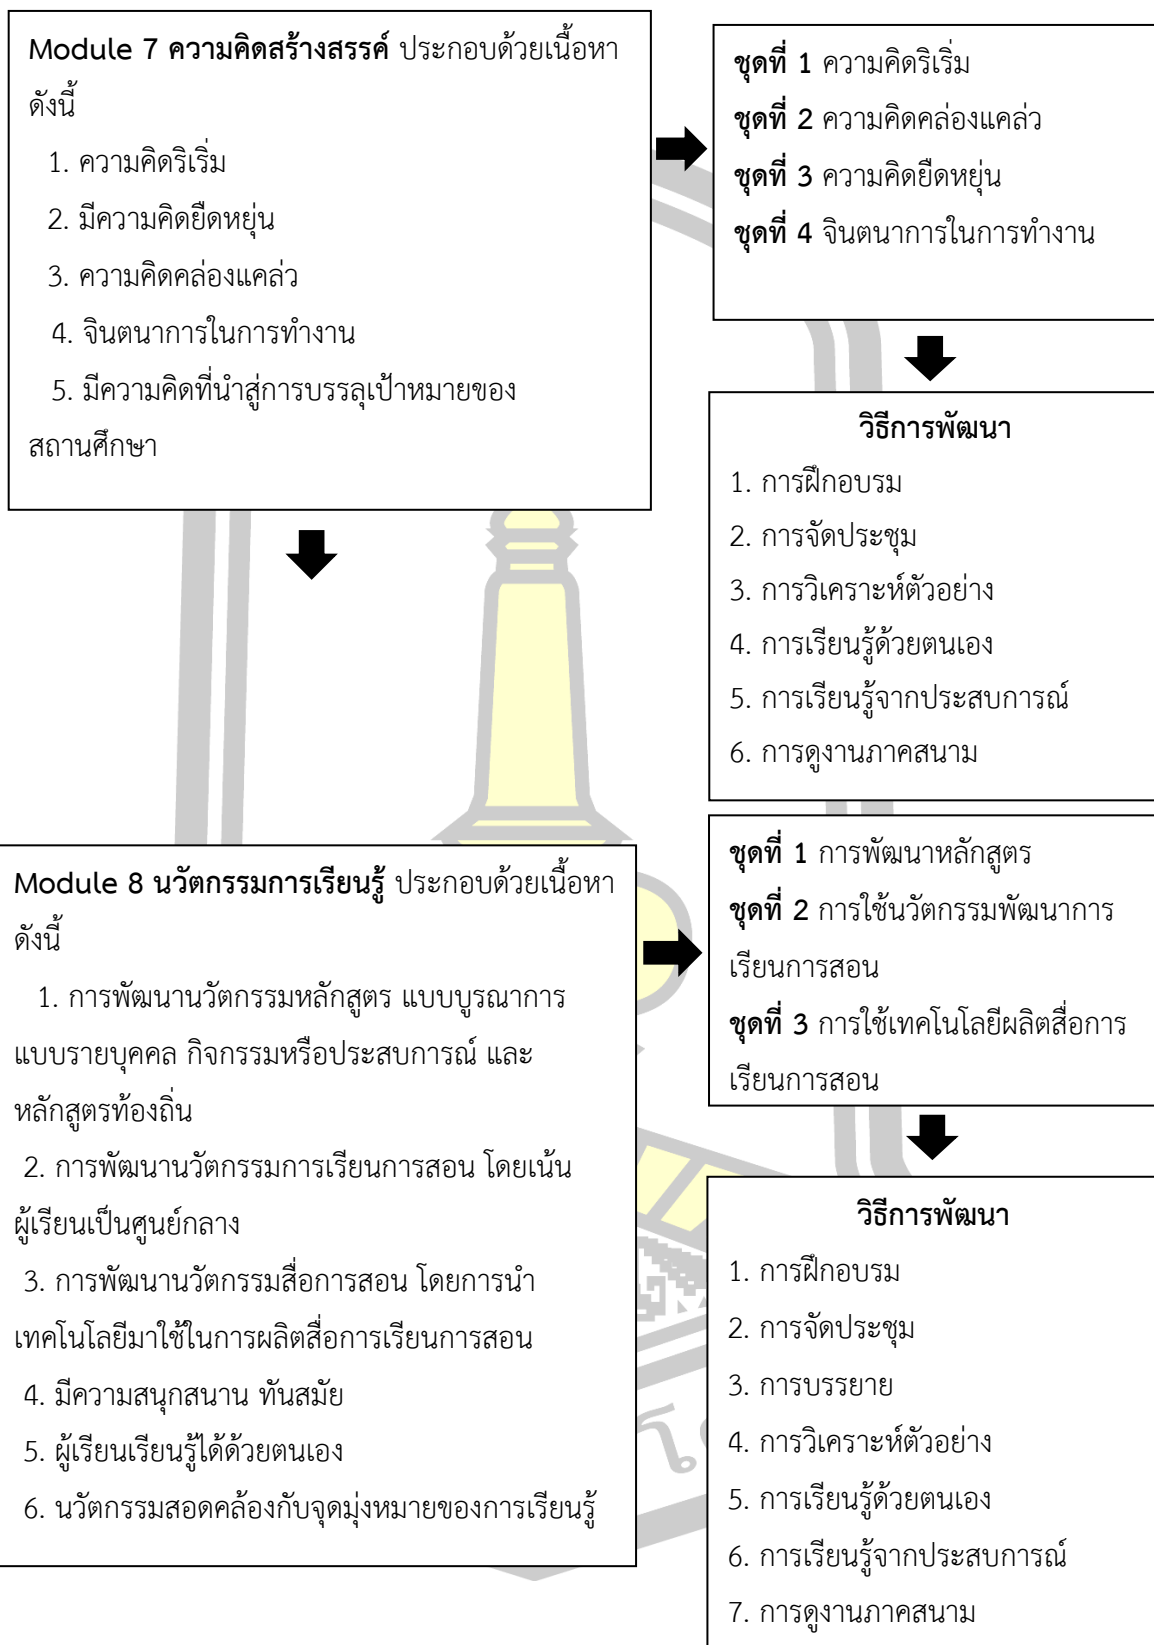 Module 7 ความคิดสร้างสรรค์ ประกอบด้วยเนื้อหา
ดังนี้
1. ความคิดริเริ่ม
2. มีความคิดยืดหยุ่น
3. ความคิดคล่องแคล่ว
4. จินตนาการในการทำงาน
5. มีความคิดที่นำสู่การบรรลุเป้าหมายของ
สถานศึกษา
ชุดที่ 1 ความคิดริเริ่ม
ชุดที่ 2 ความคิดคล่องแคล่ว
ชุดที่ 3 ความคิดยืดหยุ่น
ชุดที่ 4 จินตนาการในการทำงาน
วิธีการพัฒนา
1. การฝึกอบรม
2. การจัดประชุม
3. การวิเคราะห์ตัวอย่าง
4. การเรียนรู้ด้วยตนเอง
5. การเรียนรู้จากประสบการณ์
6. การดูงานภาคสนาม
Module 8 นวัตกรรมการเรียนรู้ ประกอบด้วยเนื้อหา
ดังนี้
1. การพัฒนานวัตกรรมหลักสูตร แบบบูรณาการ
แบบรายบุคคล กิจกรรมหรือประสบการณ์ และ
หลักสูตรท้องถิ่น
2. การพัฒนานวัตกรรมการเรียนการสอน โดยเน้น
ผู้เรียนเป็นศูนย์กลาง
3. การพัฒนานวัตกรรมสื่อการสอน โดยการนำ
เทคโนโลยีมาใช้ในการผลิตสื่อการเรียนการสอน
4. มีความสนุกสนาน ทันสมัย
5. ผู้เรียนเรียนรู้ได้ด้วยตนเอง
6. นวัตกรรมสอดคล้องกับจุดมุ่งหมายของการเรียนรู้
ชุดที่ 1 การพัฒนาหลักสูตร
ชุดที่ 2 การใช้นวัตกรรมพัฒนาการ
เรียนการสอน
ชุดที่ 3 การใช้เทคโนโลยีผลิตสื่อการ
เรียนการสอน
วิธีการพัฒนา
1. การฝึกอบรม
2. การจัดประชุม
3. การบรรยาย
4. การวิเคราะห์ตัวอย่าง
5. การเรียนรู้ด้วยตนเอง
6. การเรียนรู้จากประสบการณ์
7. การดูงานภาคสนาม